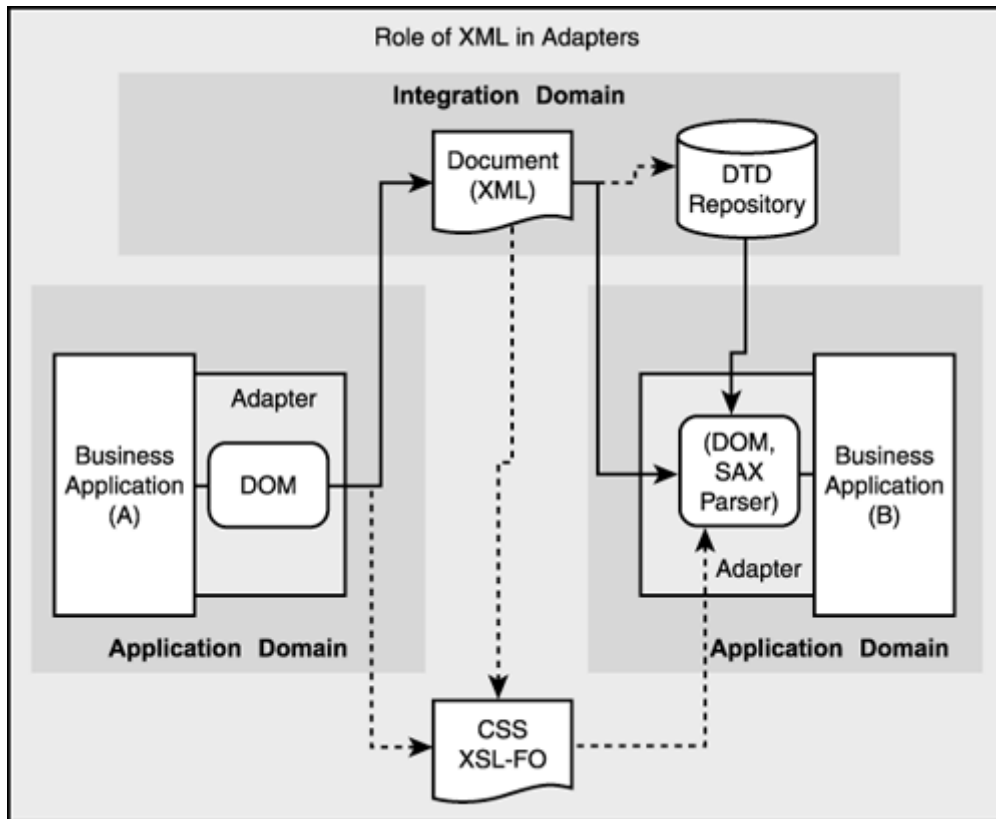 Role of XML in Adapters
Integration Domain
Document
(XML)
DTD
Repository
Adapter
Business
Application
(A)
DOM
(DOM,
SAX
Parser)
Business
Application
(B)
Adapter
Application Domain
Application Domain
CSS
XSL-FO